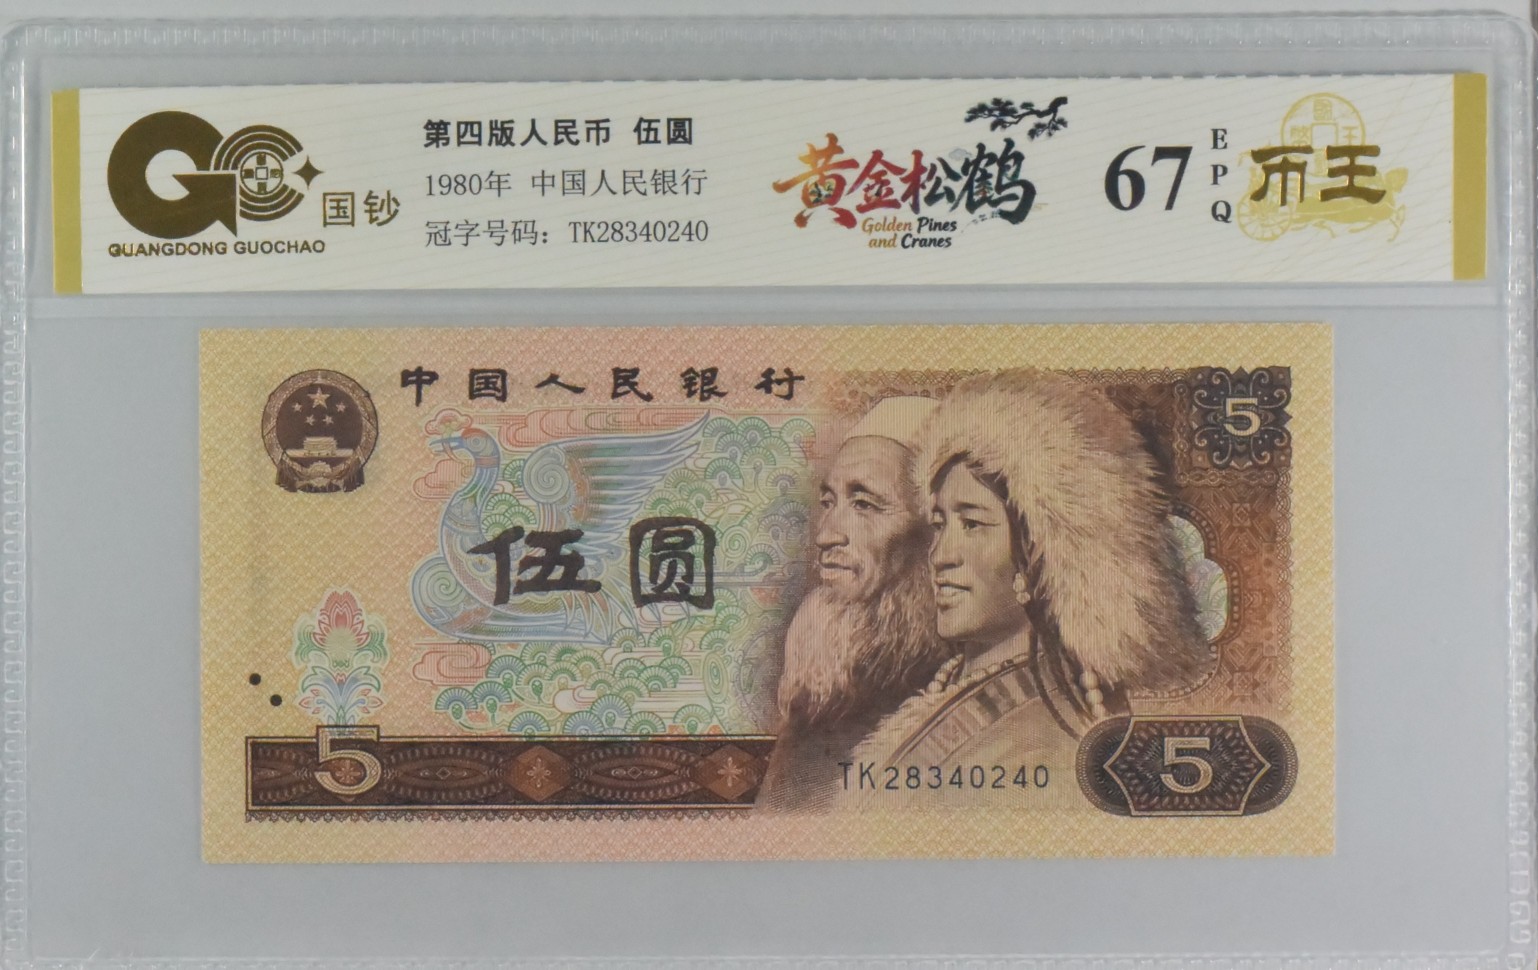 国钞
QUANGDONG GUOCHAO
第四版人民币 伍圆
1980年 中国人民银行
冠字号码：TK28340240
黄金松鹤
Golden Pines
and Cranes
67
EPQ
币王
中国人民银行
5
伍圆
5
TK28340240
5